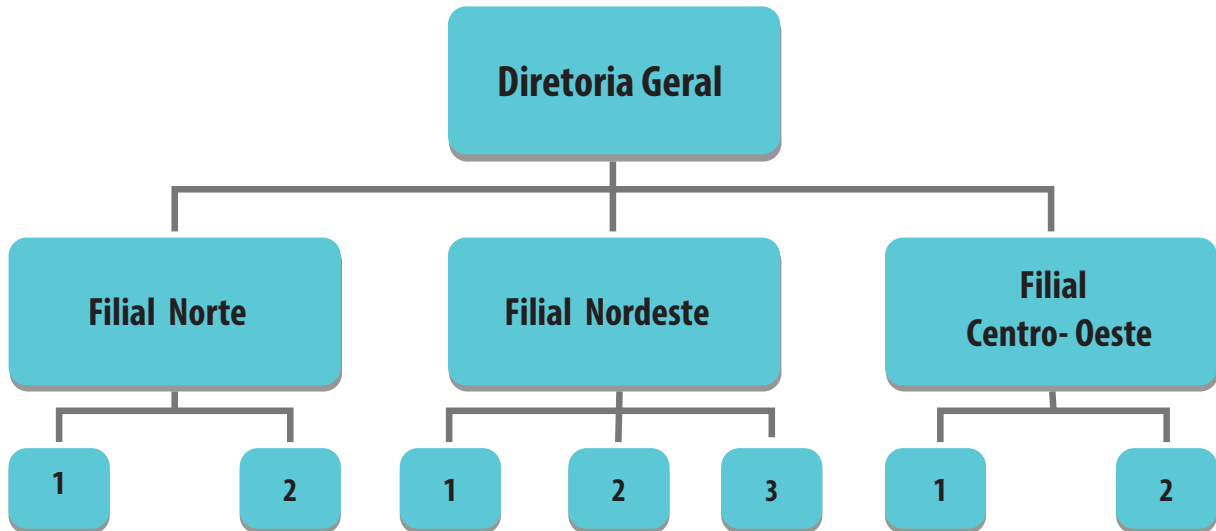 Diretoria Geral
Filial Norte
Filial Nordeste
Filial
Centro- Oeste
1
2
1
2
3
1
2